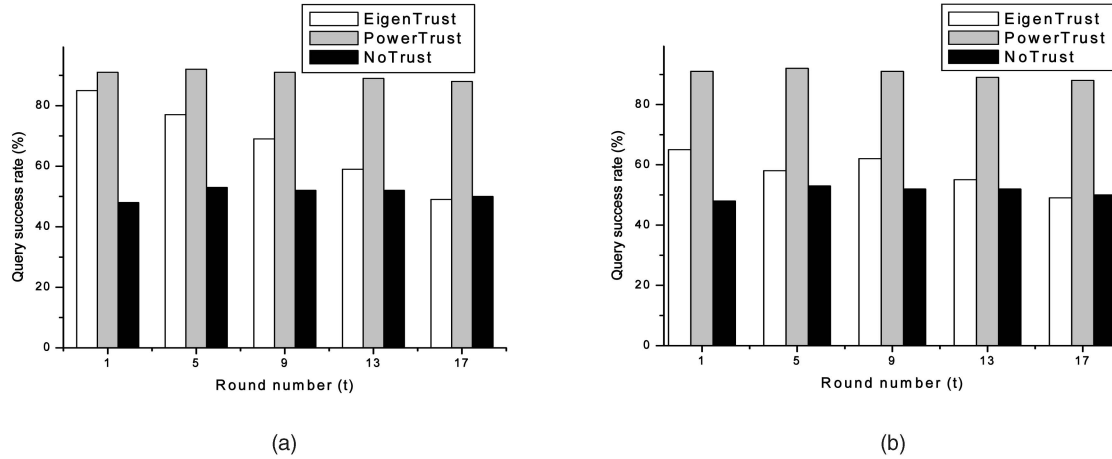 EigenTrust
PowerTrust
NoTrust
Query success rate (%)
80
60
40
20
0
1 5 9 13 17
Round number (t)
(a)
EigenTrust
PowerTrust
NoTrust
Query success rate (%)
80
60
40
20
0
1 5 9 13 17
Round number (t)
(b)